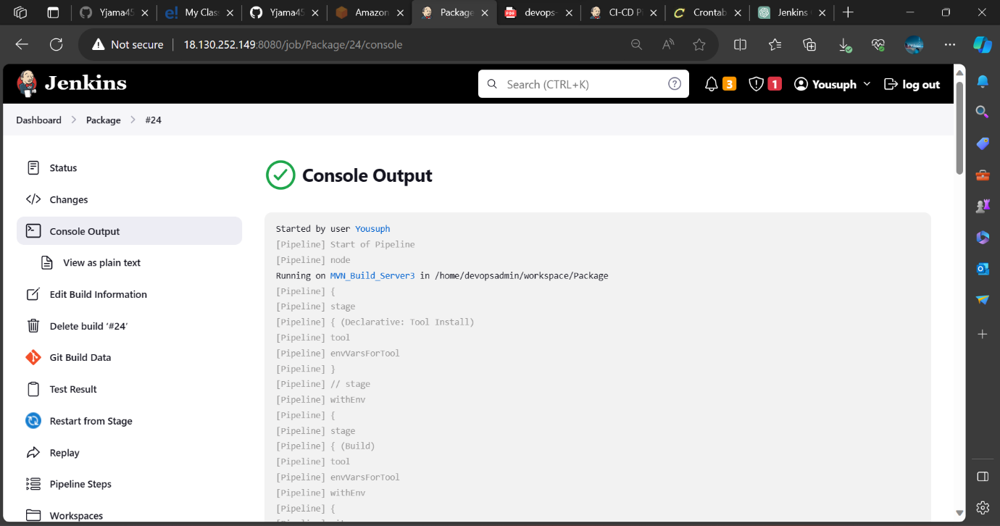 Yjama45
My Clas
Yjama45
Amazon
Package
PDF
devops-
CI-CD P
Crontab
Jenkins
Not secure
18.130.252.149:8080/job/Package/24/console
Jenkins
Search (CTRL+K)
3
1
Yousuph
log out
Dashboard
Package
#24
Status
Changes
Console Output
View as plain text
Edit Build Information
Delete build ‘#24’
Git Build Data
Test Result
Restart from Stage
Replay
Pipeline Steps
Workspaces
Console Output
Started by user Yousuph
[Pipeline] Start of Pipeline
[Pipeline] node
Running on MVN_Build_Server3 in /home/devopsadmin/workspace/Package
[Pipeline] {
[Pipeline] stage
[Pipeline] { (Declarative: Tool Install)
[Pipeline] tool
[Pipeline] envVarsForTool
[Pipeline] }
[Pipeline] // stage
[Pipeline] withEnv
[Pipeline] {
[Pipeline] stage
[Pipeline] { (Build)
[Pipeline] tool
[Pipeline] envVarsForTool
[Pipeline] withEnv
[Pipeline] {